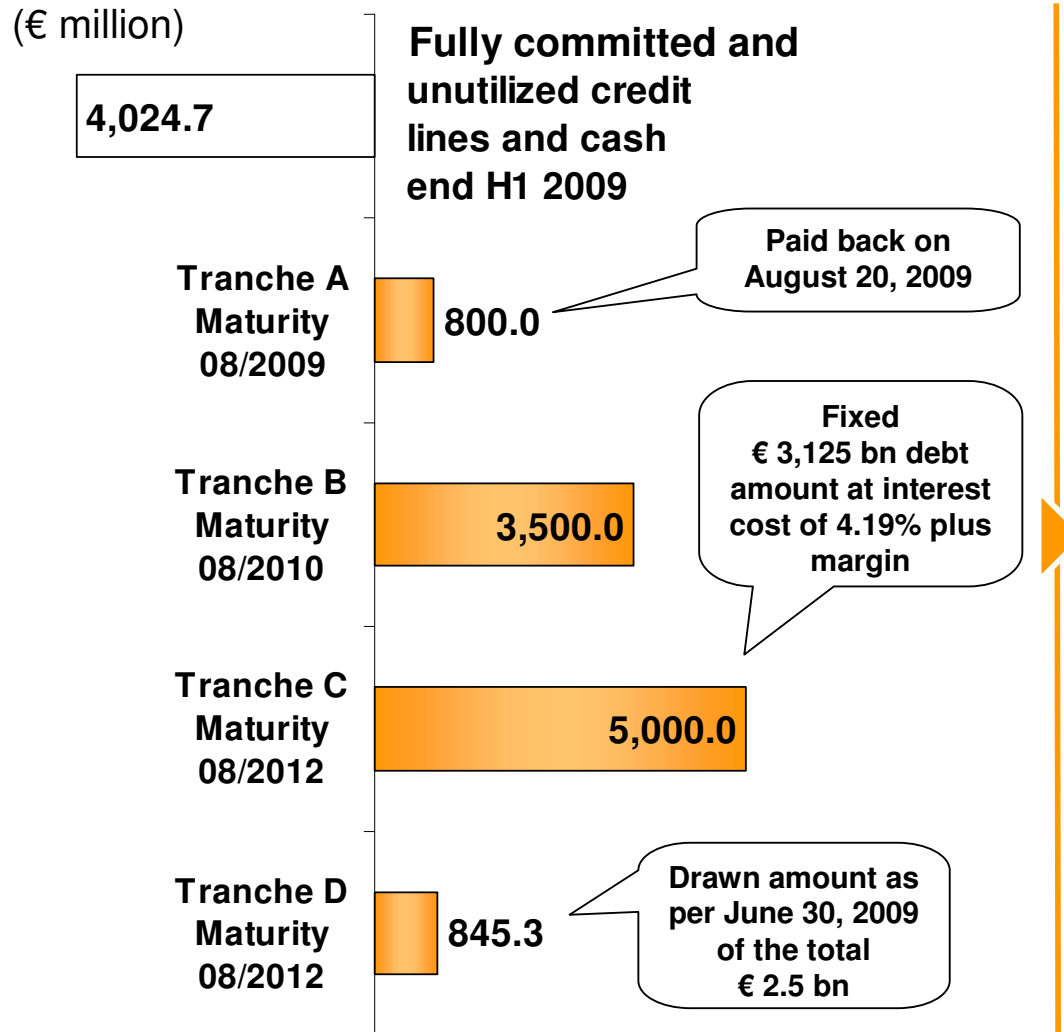 (€ million)
Fully committed and
unutilized credit
lines and cash
end H1 2009
4,024.7
Tranche A
Maturity
08/2009
800.0
Paid back on
August 20, 2009
Tranche B
Maturity
08/2010
3,500.0
Fixed
€ 3,125 bn debt
amount at interest
cost of 4.19% plus
margin
Tranche C
Maturity
08/2012
5,000.0
Tranche D
Maturity
08/2012
845.3
Drawn amount as
per June 30, 2009
of the total
€ 2.5 bn